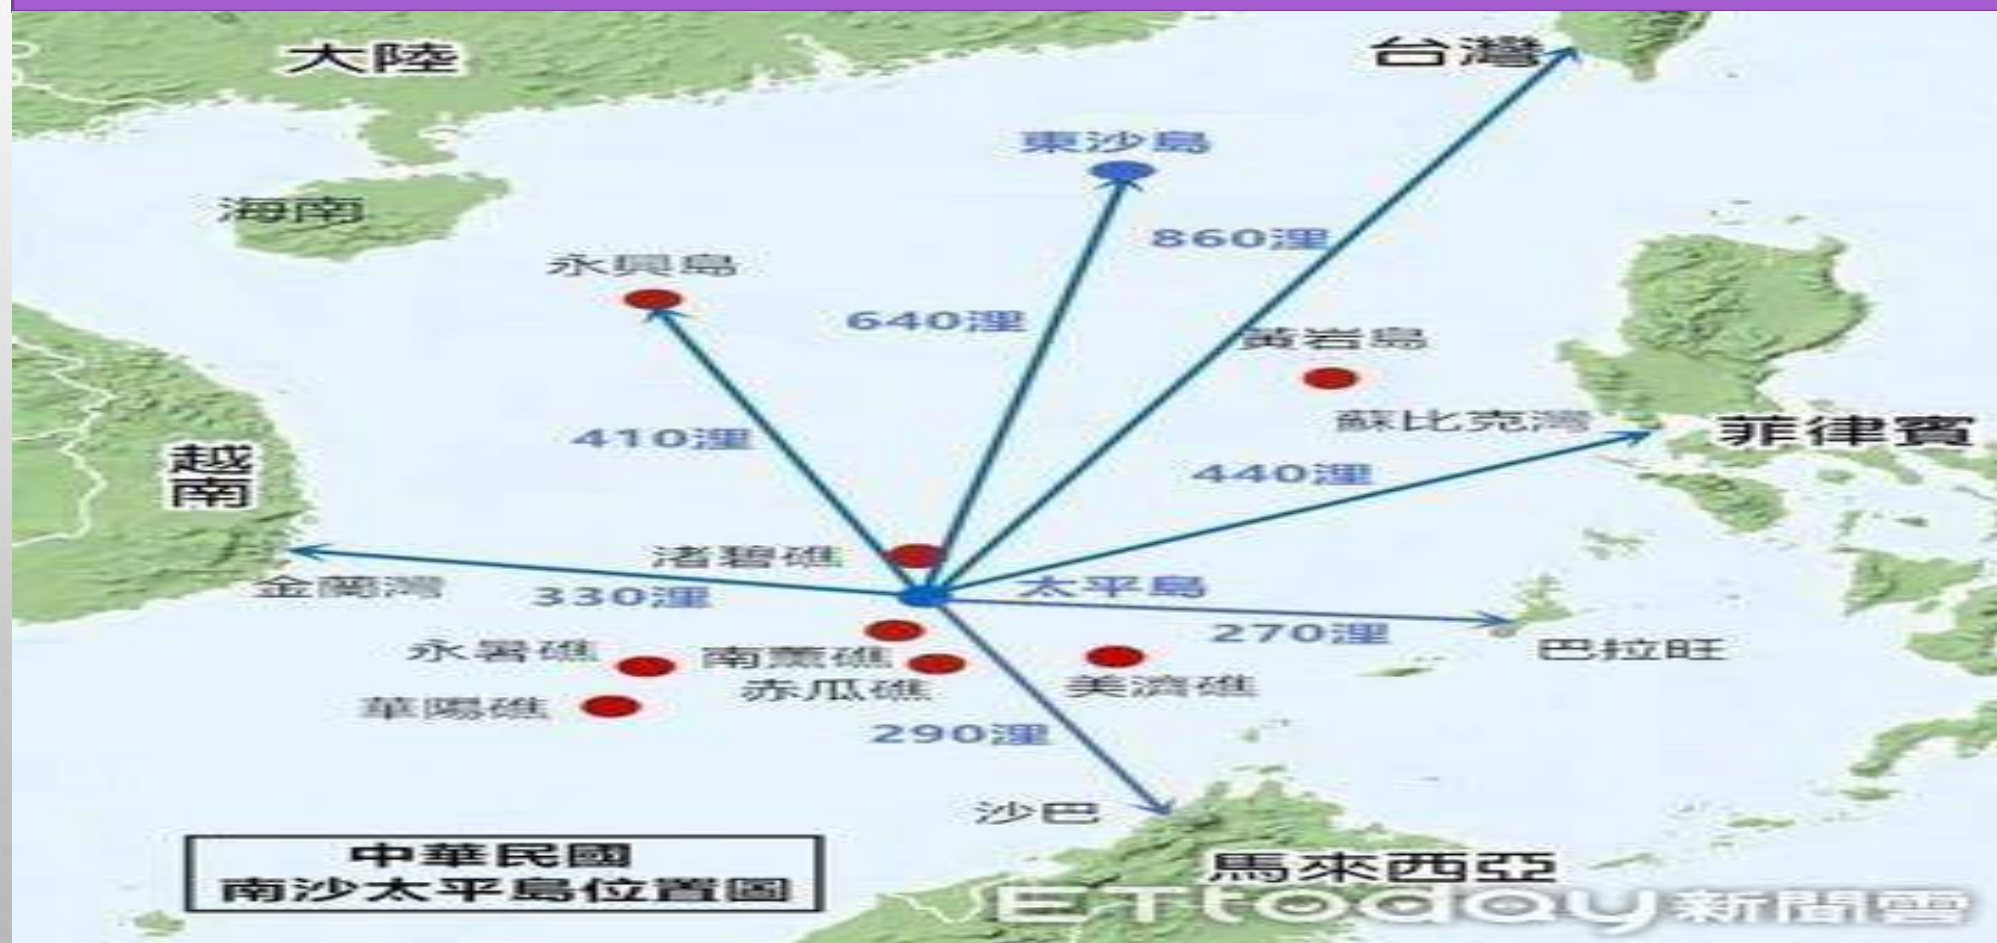 大陸
台灣
東沙島
海南
860浬
永興島
640浬
黃岩島
蘇比克灣
菲律賓
410浬
越南
440浬
渚碧礁
金蘭灣
330浬
太平島
270浬
永暑礁
南薰礁
巴拉旺
赤瓜礁
美濟礁
華陽礁
290浬
沙巴
中華民國
南沙太平島位置圖
馬來西亞
ETtoday新聞雲